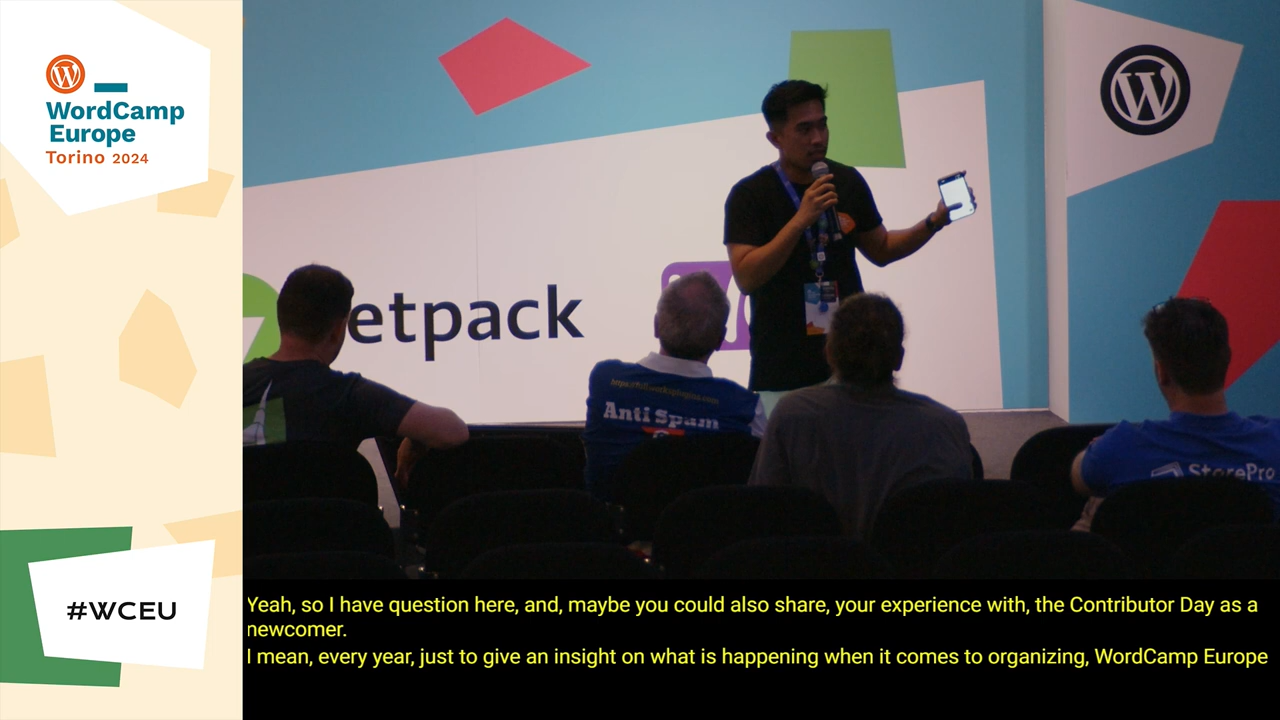 WordCamp
Europe
Torino 2024
#WCEU
etpack
Anti Spam
StorePro
Yeah, so I have question here, and, maybe you could also share, your experience with, the Contributor Day as a
newcomer.
I mean, every year, just to give an insight on what is happening when it comes to organizing, WordCamp Europe